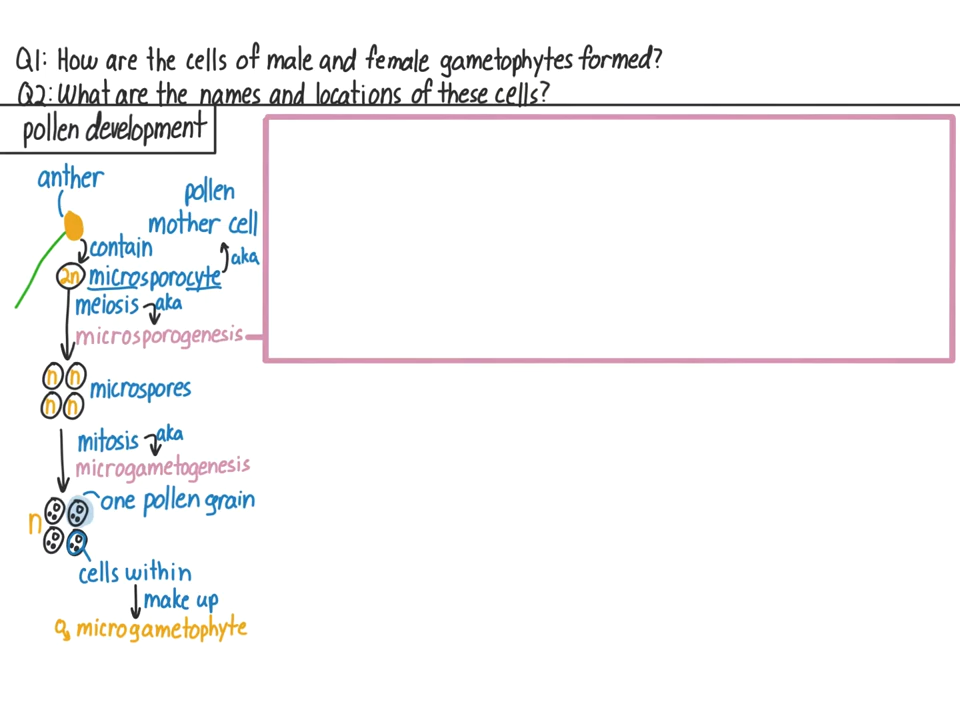 Q1: How are the cells of male and female gametophytes formed?
Q2: What are the names and locations of these cells?
pollen development
anther
pollen
mother cell
contain
aka
2n microsporocyte
meiosis aka
microsporogenesis
n n microspores
n n
mitosis aka
microgametogenesis
one pollen grain
n
cells within
make up
microgametophyte